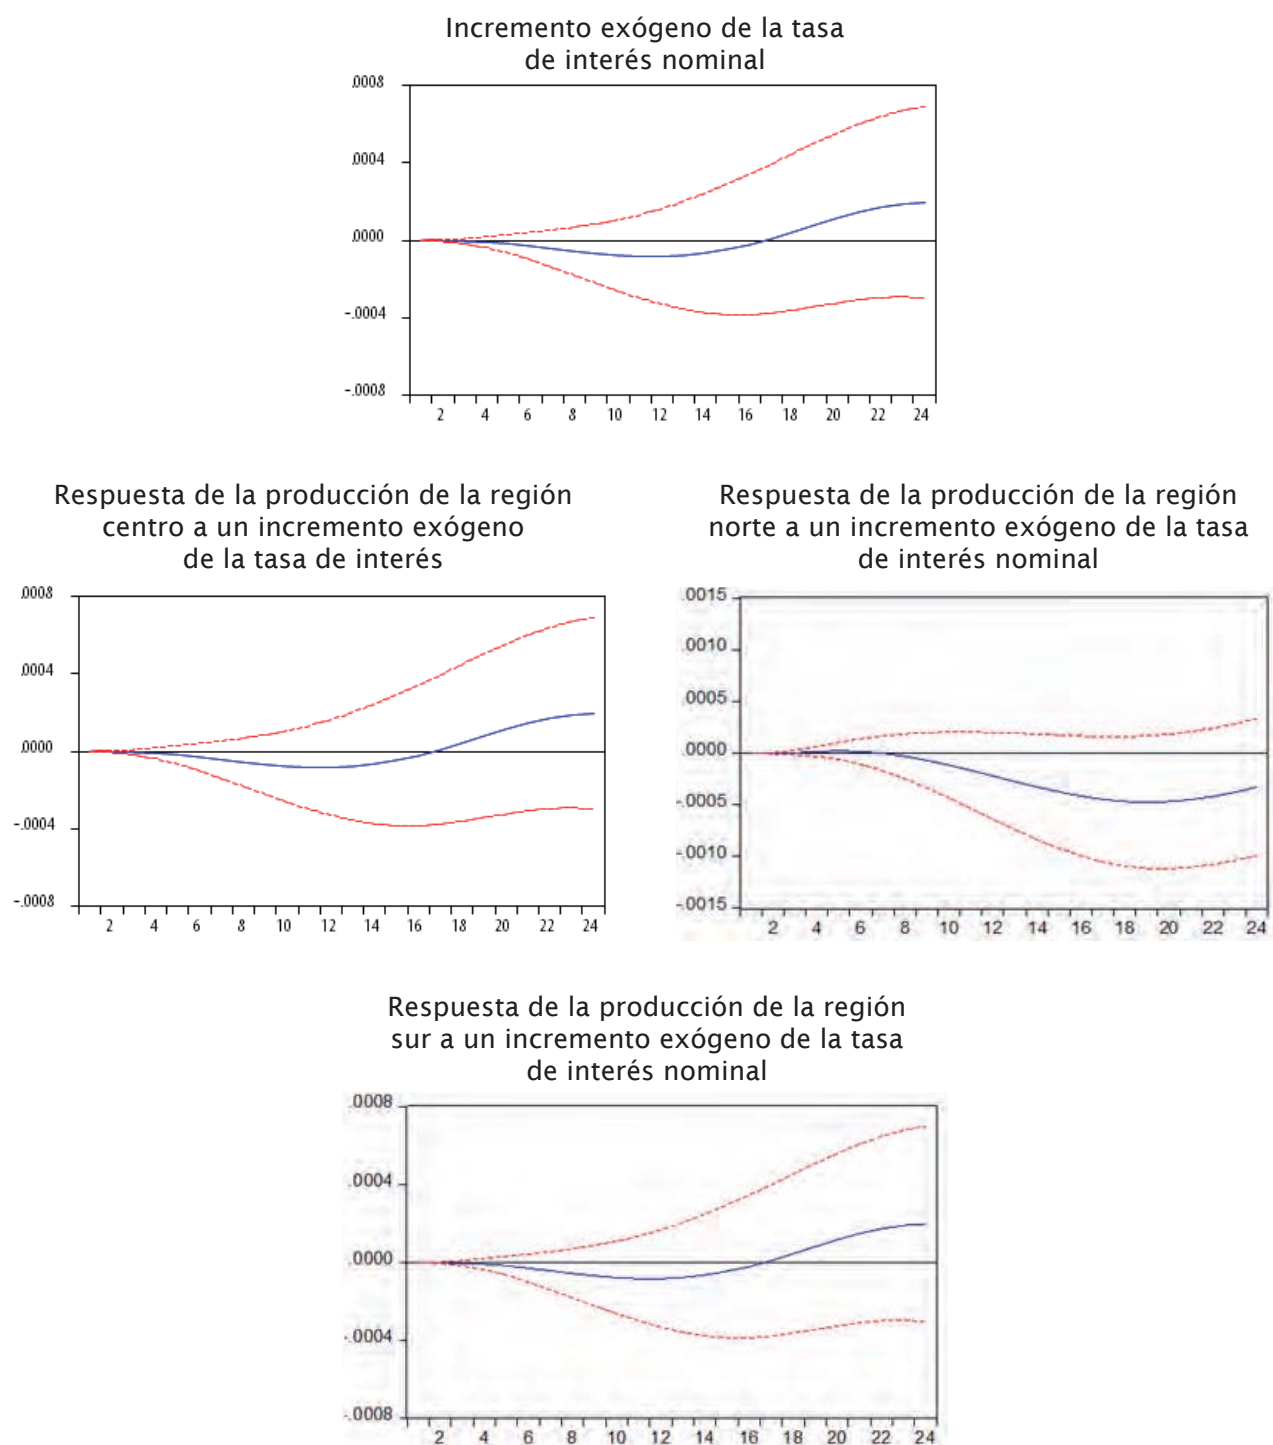 Incremento exógeno de la tasa
de interés nominal
.0008
.0004
.0000
-.0004
-.0008
2 4 6 8 10 12 14 16 18 20 22 24
Respuesta de la producción de la región
centro a un incremento exógeno
de la tasa de interés
.0008
.0004
.0000
-.0004
-.0008
2 4 6 8 10 12 14 16 18 20 22 24
Respuesta de la producción de la región
norte a un incremento exógeno de la tasa
de interés nominal
.0015
.0010
.0005
.0000
-.0005
-.0010
-.0015
2 4 6 8 10 12 14 16 18 20 22 24
Respuesta de la producción de la región
sur a un incremento exógeno de la tasa
de interés nominal
.0008
.0004
.0000
-.0004
-.0008
2 4 6 8 10 12 14 16 18 20 22 24